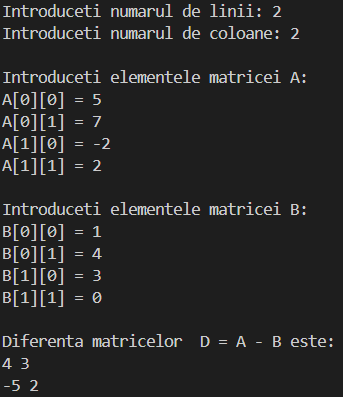 Introduceti numarul de linii: 2
Introduceti numarul de coloane: 2
Introduceti elementele matricei A:
A[0][0] = 5
A[0][1] = 7
A[1][0] = -2
A[1][1] = 2
Introduceti elementele matricei B:
B[0][0] = 1
B[0][1] = 4
B[1][0] = 3
B[1][1] = 0
Diferenta matricelor  D = A - B este:
4 3
-5 2